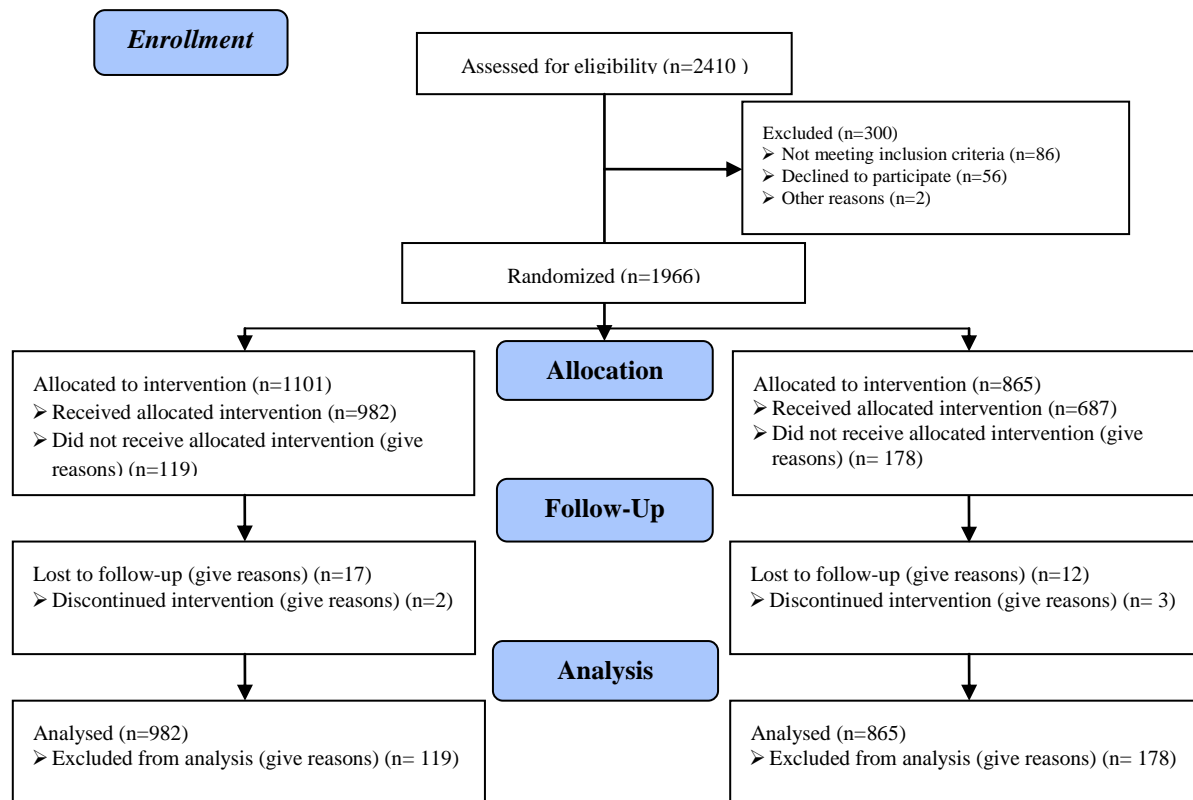 Enrollment
Assessed for eligibility (n=2410 )
Excluded (n=300)
➢ Not meeting inclusion criteria (n=86)
➢ Declined to participate (n=56)
➢ Other reasons (n=2)
Randomized (n=1966)
Allocation
Allocated to intervention (n=1101)
➢ Received allocated intervention (n=982)
➢ Did not receive allocated intervention (give
reasons) (n=119)
Allocated to intervention (n=865)
➢ Received allocated intervention (n=687)
➢ Did not receive allocated intervention (give
reasons) (n= 178)
Follow-Up
Lost to follow-up (give reasons) (n=17)
➢ Discontinued intervention (give reasons) (n=2)
Lost to follow-up (give reasons) (n=12)
➢ Discontinued intervention (give reasons) (n= 3)
Analysis
Analysed (n=982)
➢ Excluded from analysis (give reasons) (n= 119)
Analysed (n=865)
➢ Excluded from analysis (give reasons) (n= 178)